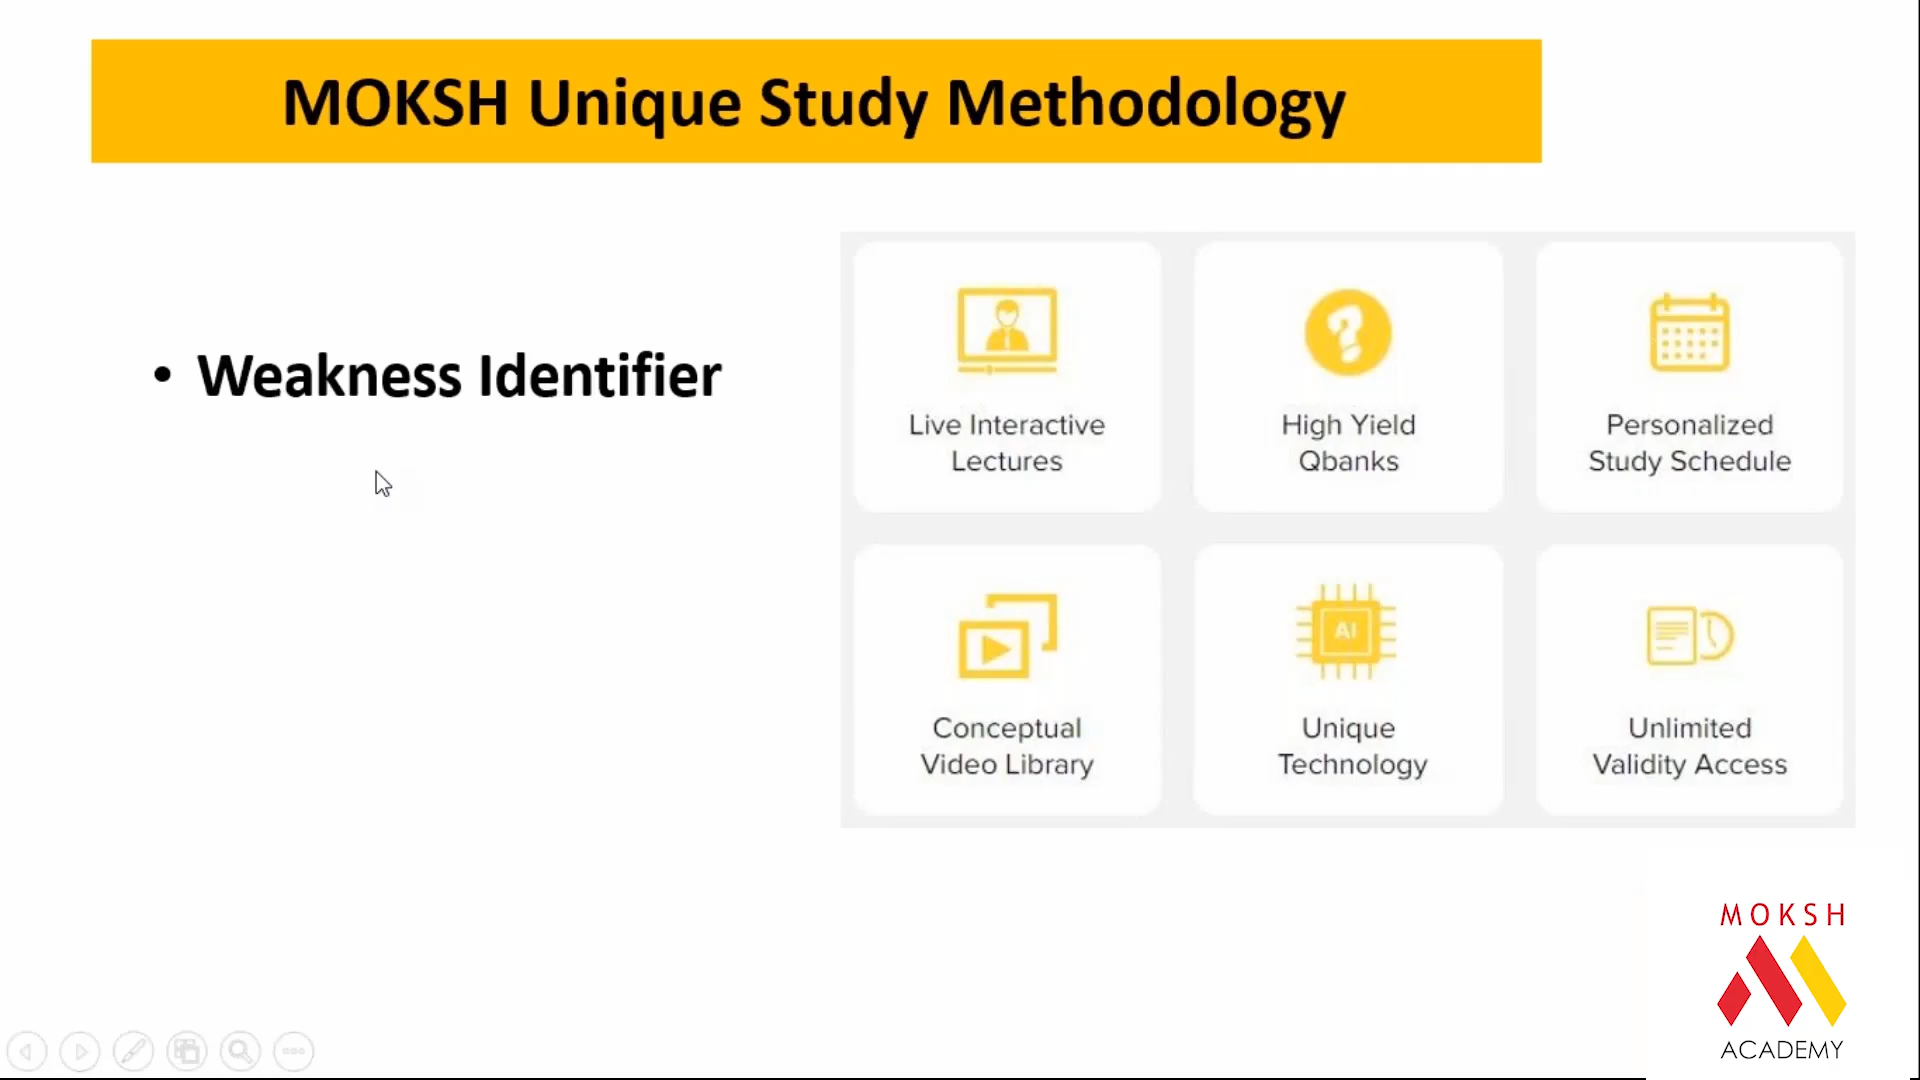 MOKSH Unique Study Methodology
• Weakness Identifier
Live Interactive
Lectures
High Yield
Qbanks
Personalized
Study Schedule
Conceptual
Video Library
AI
Unique
Technology
Unlimited
Validity Access
MOKSH
ACADEMY